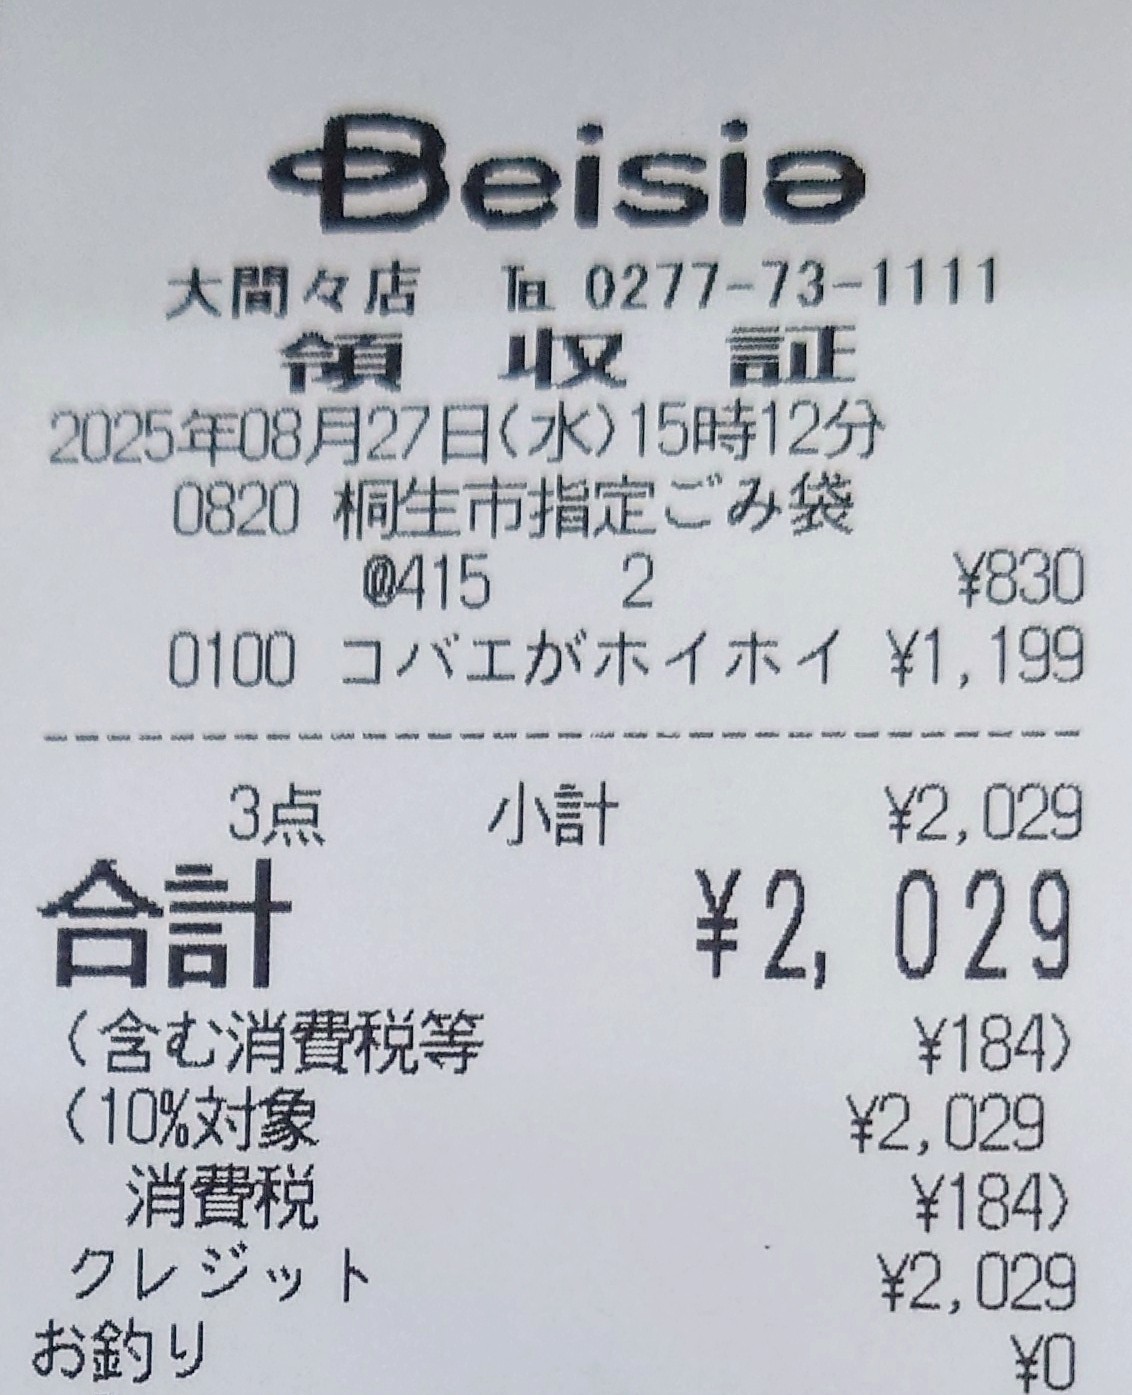 Beisia
大間々店 ℡ 0277-73-1111
領収証
2025年08月27日(水)15時12分
0820 桐生市指定ごみ袋
@415 2 ¥830
0100 コバエがホイホイ ¥1,199
3点 小計 ¥2,029
合計 ¥2,029
(含む消費税等 ¥184)
(10%対象 ¥2,029
消費税 ¥184)
クレジット ¥2,029
お釣り ¥0